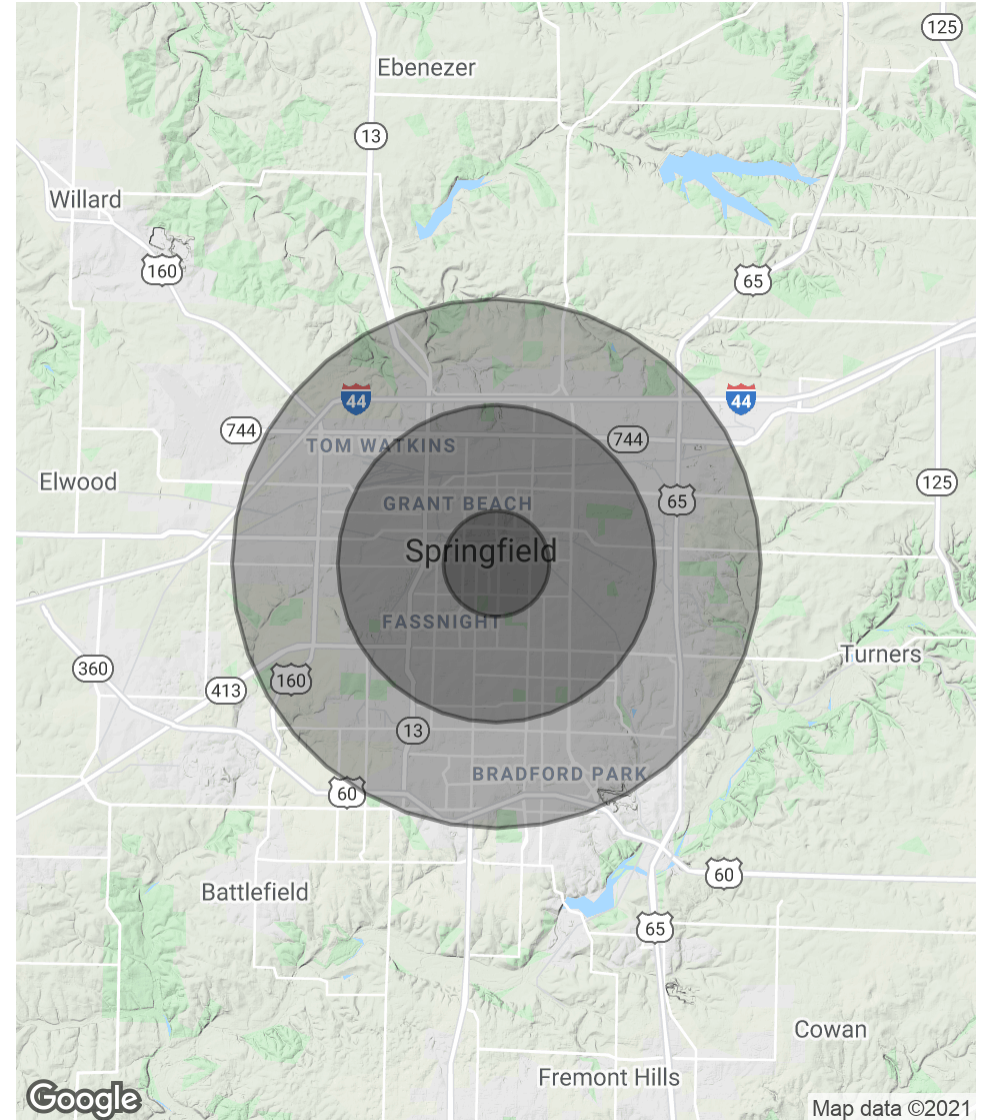 125
Ebenezer
13
Willard
160
65
44
44
744
744
TOM WATKINS
Elwood
125
65
GRANT BEACH
Springfield
FASSNIGHT
Turners
360
160
413
13
BRADFORD PARK
60
60
Battlefield
65
Cowan
Fremont Hills
Google
Map data ©2021